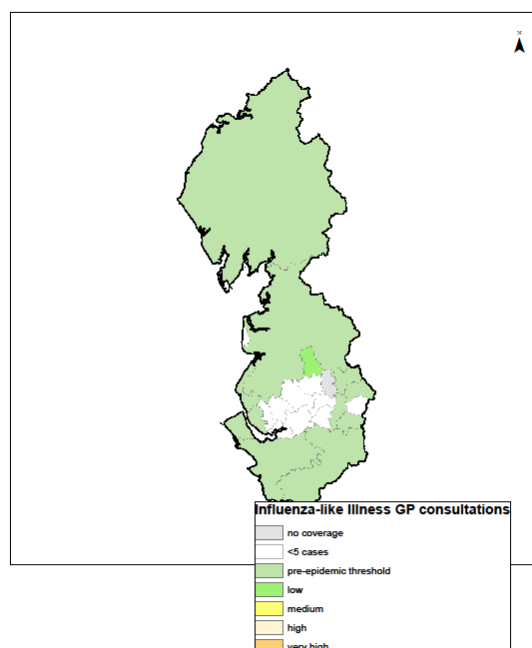 N
Influenza-like Illness GP consultations
no coverage
<5 cases
pre-epidemic threshold
low
medium
high
very high